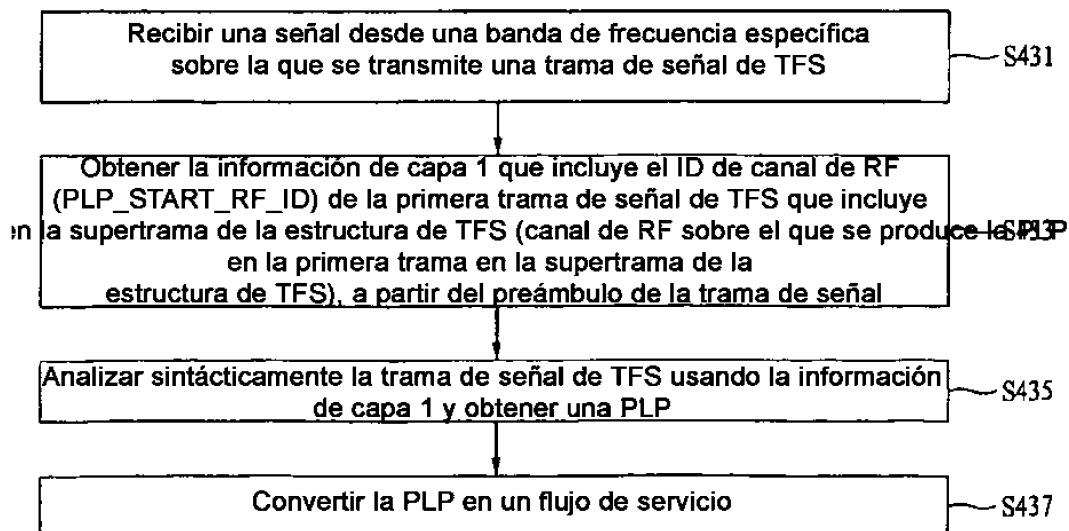 Recibir una señal desde una banda de frecuencia específica
sobre la que se transmite una trama de señal de TFS
S431
Obtener la información de capa 1 que incluye el ID de canal de RF
(PLP_START_RF_ID) de la primera trama de señal de TFS que incluye
en la supertrama de la estructura de TFS (canal de RF sobre el que se produce la PLP
en la primera trama en la supertrama de la
estructura de TFS), a partir del preámbulo de la trama de señal
Analizar sintácticamente la trama de señal de TFS usando la información
de capa 1 y obtener una PLP
S435
Convertir la PLP en un flujo de servicio
S437